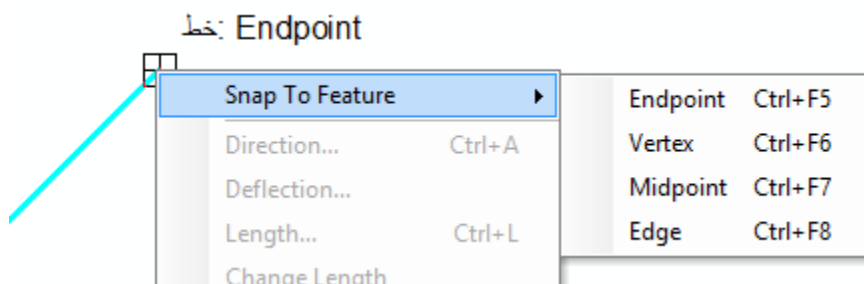 خط: Endpoint
Snap To Feature
Direction... Ctrl+A
Deflection...
Length... Ctrl+L
Change Length
Endpoint Ctrl+F5
Vertex Ctrl+F6
Midpoint Ctrl+F7
Edge Ctrl+F8